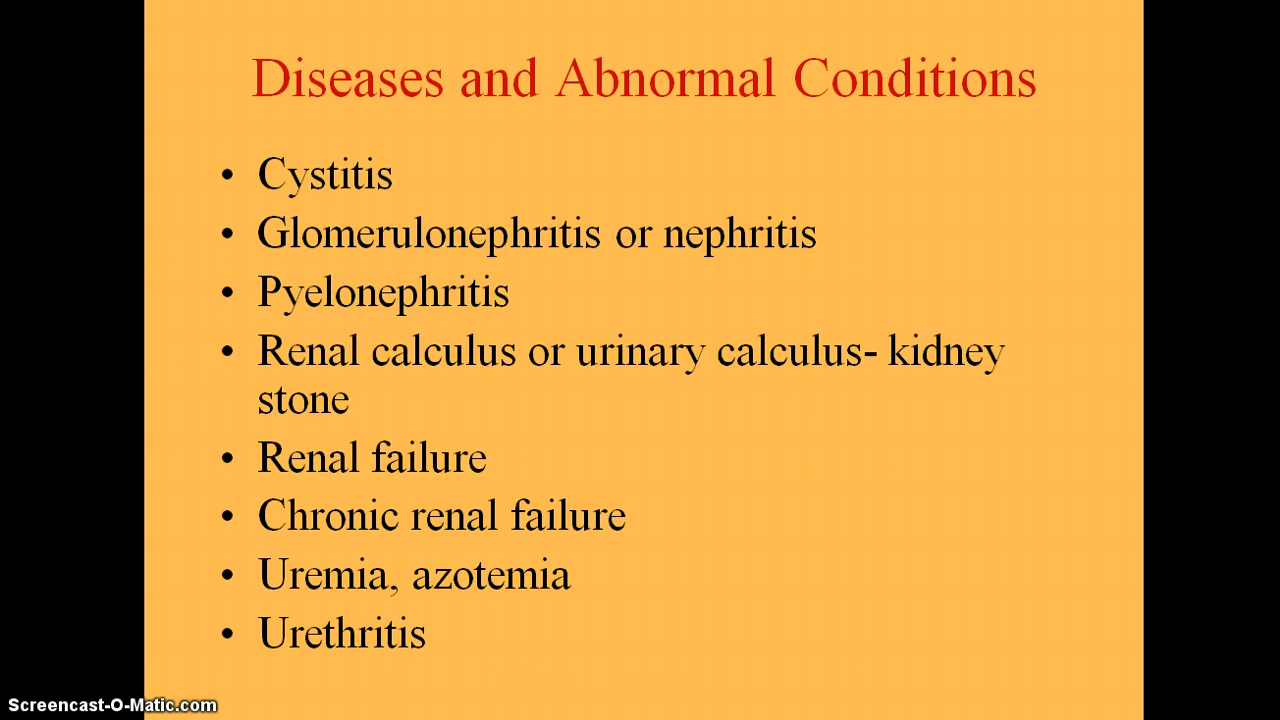 Diseases and Abnormal Conditions
• Cystitis
• Glomerulonephritis or nephritis
• Pyelonephritis
• Renal calculus or urinary calculus- kidney
stone
• Renal failure
• Chronic renal failure
• Uremia, azotemia
• Urethritis
Screencast-O-Matic.com